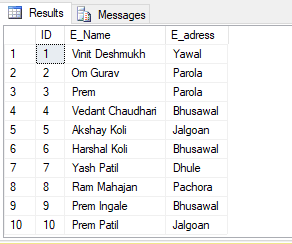 Results Messages
ID E_Name E_adress
1 1 Vinit Deshmukh Yawal
2 2 Om Gurav Parola
3 3 Prem Parola
4 4 Vedant Chaudhari Bhusawal
5 5 Akshay Koli Jalgoan
6 6 Harshal Koli Bhusawal
7 7 Yash Patil Dhule
8 8 Ram Mahajan Pachora
9 9 Prem Ingale Bhusawal
10 10 Prem Patil Jalgoan